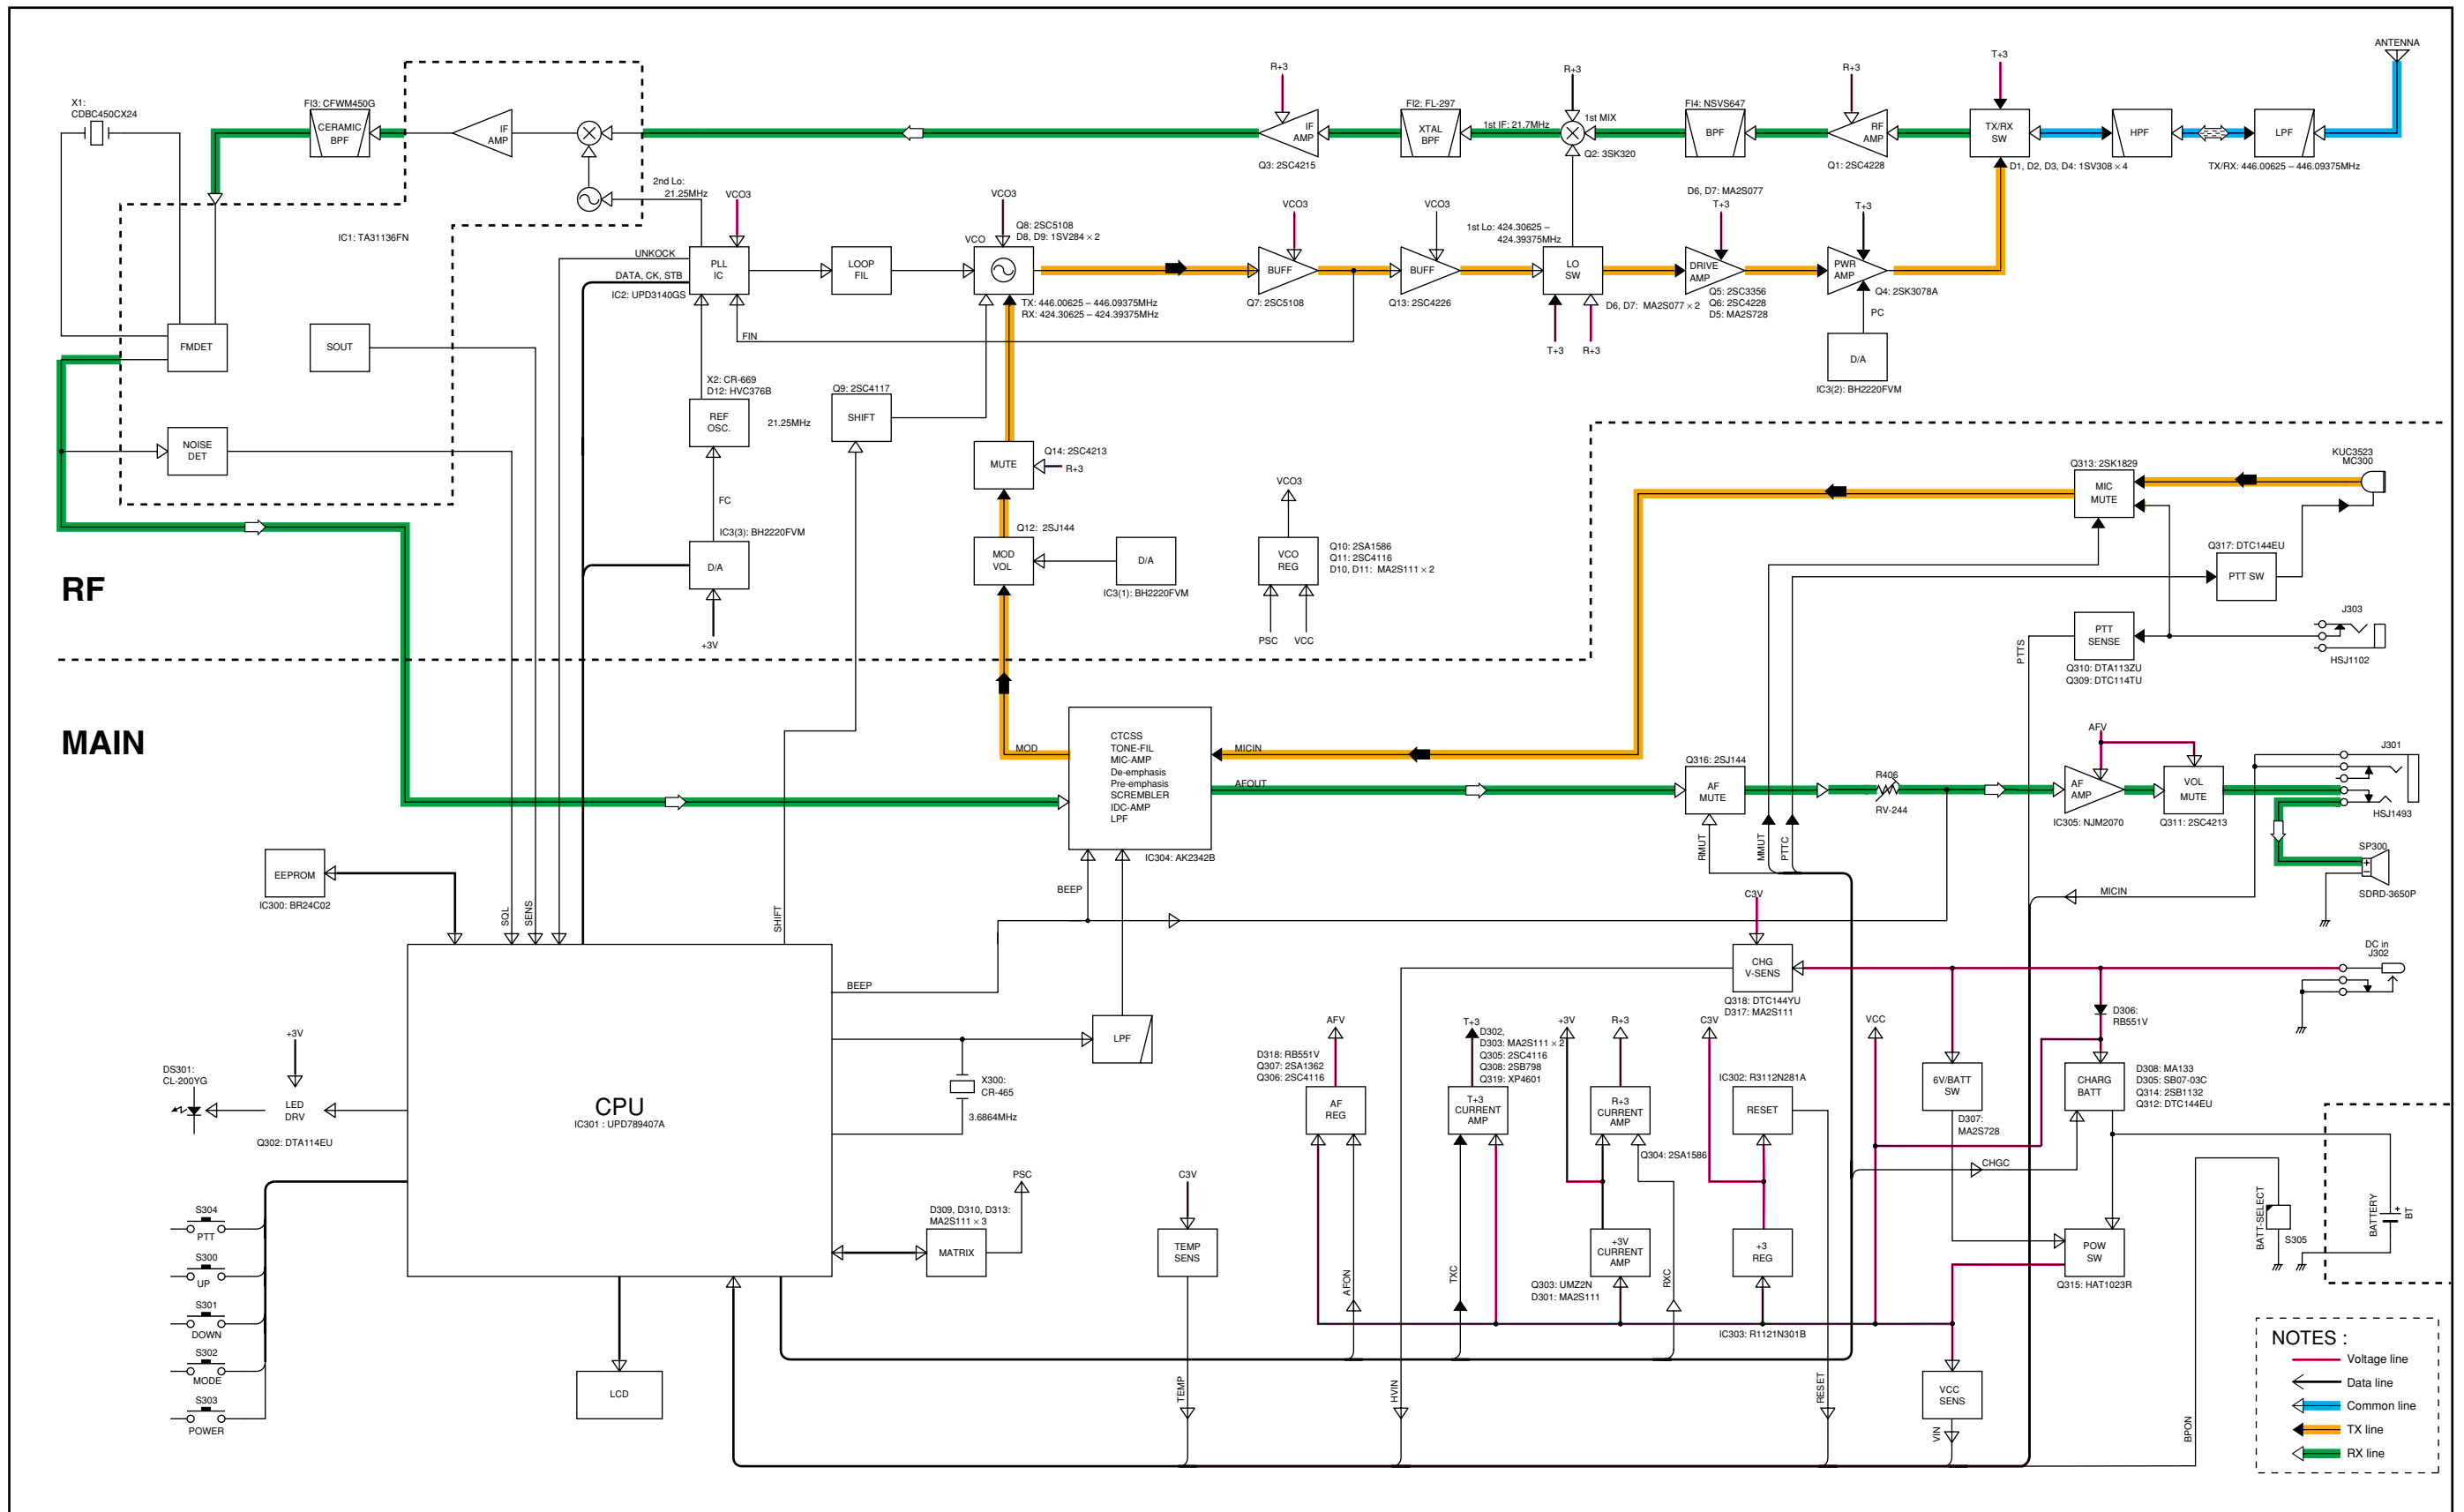 ANTENNA
X1:
CDBC450CX24
FI3: CFWM450G
CERAMIC
BPF
IF
AMP
R+3
IF
AMP
Q3: 2SC4215
FI2: FL-297
XTAL
BPF
1st IF: 21.7MHz
R+3
1st MIX
Q2: 3SK320
FI4: NSVS647
BPF
R+3
RF
AMP
Q1: 2SC4228
T+3
TX/RX
SW
D1, D2, D3, D4: 1SV308 × 4
HPF
LPF
TX/RX: 446.00625 – 446.09375MHz
2nd Lo:
21.25MHz
IC1: TA31136FN
VCO3
UNKOCK
DATA, CK, STB
PLL
IC
IC2: UPD3140GS
LOOP
FIL
VCO3
VCO
Q8: 2SC5108
D8, D9: 1SV284 × 2
TX: 446.00625 – 446.09375MHz
RX: 424.30625 – 424.39375MHz
FIN
VCO3
BUFF
Q7: 2SC5108
VCO3
BUFF
Q13: 2SC4226
1st Lo: 424.30625 –
424.39375MHz
LO
SW
T+3
R+3
D6, D7: MA2S077 × 2
D6, D7: MA2S077
T+3
DRIVE
AMP
Q5: 2SC3356
Q6: 2SC4228
D5: MA2S728
T+3
PWR
AMP
Q4: 2SK3078A
PC
D/A
IC3(2): BH2220FVM
FMDET
SOUT
NOISE
DET
X2: CR-669
D12: HVC376B
REF
OSC.
21.25MHz
FC
IC3(3): BH2220FVM
D/A
+3V
Q9: 2SC4117
SHIFT
MUTE
Q14: 2SC4213
R+3
Q12: 2SJ144
MOD
VOL
D/A
IC3(1): BH2220FVM
VCO3
VCO
REG
Q10: 2SA1586
Q11: 2SC4116
D10, D11: MA2S111 × 2
PSC
VCC
Q313: 2SK1829
MIC
MUTE
KUC3523
MC300
Q317: DTC144EU
PTT SW
PTT
SENSE
Q310: DTA113ZU
Q309: DTC114TU
PTTS
J303
HSJ1102
RF
MAIN
MOD
CTCSS
TONE-FIL
MIC-AMP
De-emphasis
Pre-emphasis
SCREMBLER
IDC-AMP
LPF
IC304: AK2342B
MICIN
AFOUT
BEEP
Q316: 2SJ144
AF
MUTE
R406
RV-244
AFV
AF
AMP
IC305: NJM2070
VOL
MUTE
Q311: 2SC4213
J301
HSJ1493
SP300
SDRD-3650P
RMUT
MMUT
PTTC
MICIN
EEPROM
IC300: BR24C02
SQL
SENS
SHIFT
C3V
CHG
V-SENS
Q318: DTC144YU
D317: MA2S111
DC in
J302
D306:
RB551V
BEEP
LPF
X300:
CR-465
3.6864MHz
CPU
IC301 : UPD789407A
+3V
DS301:
CL-200YG
LED
DRV
Q302: DTA114EU
AFV
D318: RB551V
Q307: 2SA1362
Q306: 2SC4116
AF
REG
T+3
D302,
D303: MA2S111 × 2
Q305: 2SC4116
Q308: 2SB798
Q319: XP4601
T+3
CURRENT
AMP
+3V
R+3
R+3
CURRENT
AMP
Q304: 2SA1586
C3V
IC302: R3112N281A
RESET
VCC
6V/BATT
SW
D307:
MA2S728
CHARG
BATT
D308: MA133
D305: SB07-03C
Q314: 2SB1132
Q312: DTC144EU
CHGC
S304
PTT
S300
UP
S301
DOWN
S302
MODE
S303
POWER
D309, D310, D313:
MA2S111 × 3
MATRIX
PSC
C3V
TEMP
SENS
TEMP
HVIN
AFON
TXC
+3V
CURRENT
AMP
Q303: UMZ2N
D301: MA2S111
RXC
+3
REG
IC303: R1121N301B
RESET
POW
SW
Q315: HAT1023R
BATT-SELECT
S305
BATTERY
BT
LCD
VCC
SENS
VIN
BPON
NOTES :
Voltage line
Data line
Common line
TX line
RX line